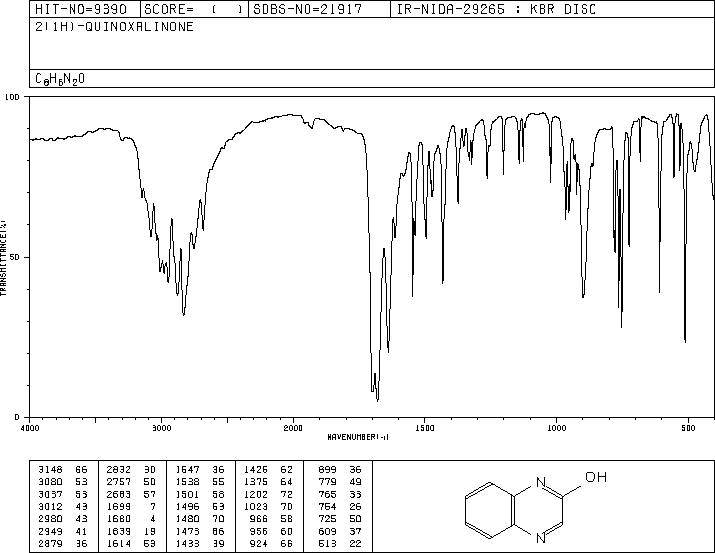 HIT-NO=9890 SCORE= ( ) SDBS-NO=21917 IR-NIDA-29265 : KBR DISC
2(1H)-QUINOXALINONE
C8H6N2O
100
50
0
TRANSMITTANCE(%)
4000 3000 2000 1500 1000 500
WAVENUMBER(-1)
3148 66 2832 30 1547 36 1426 62 899 36
3080 53 2757 50 1538 55 1375 64 779 49
3037 53 2683 57 1501 58 1202 72 765 33
3012 43 1699 7 1496 53 1023 70 754 26
2980 43 1680 4 1480 70 966 58 725 50
2949 41 1639 19 1473 66 956 60 609 37
2879 36 1614 53 1433 39 924 68 513 22
OH
N
N